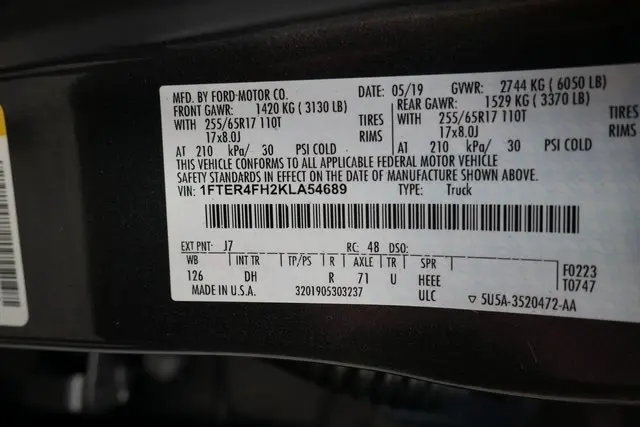 MFD. BY FORD MOTOR CO. DATE: 05/19 GVWR: 2744 KG ( 6050 LB)
FRONT GAWR: 1420 KG ( 3130 LB) REAR GAWR: 1529 KG ( 3370 LB)
WITH 255/65R17 110T TIRES WITH 255/65R17 110T TIRES
17x8.0J RIMS 17x8.0J RIMS
AT 210 kPa/ 30 PSI COLD AT 210 kPa/ 30 PSI COLD
THIS VEHICLE CONFORMS TO ALL APPLICABLE FEDERAL MOTOR VEHICLE
SAFETY STANDARDS IN EFFECT ON THE DATE OF MANUFACTURE SHOWN ABOVE.
VIN: 1FTER4FH2KLA54689 TYPE: Truck
EXT PNT: J7 RC: 48 DSO:
WB INT TR TP/PS R AXLE TR SPR F0223
126 DH R 71 U HEEE T0747
MADE IN U.S.A. 3201905303237 ULC ▽ 5U5A-3520472-AA